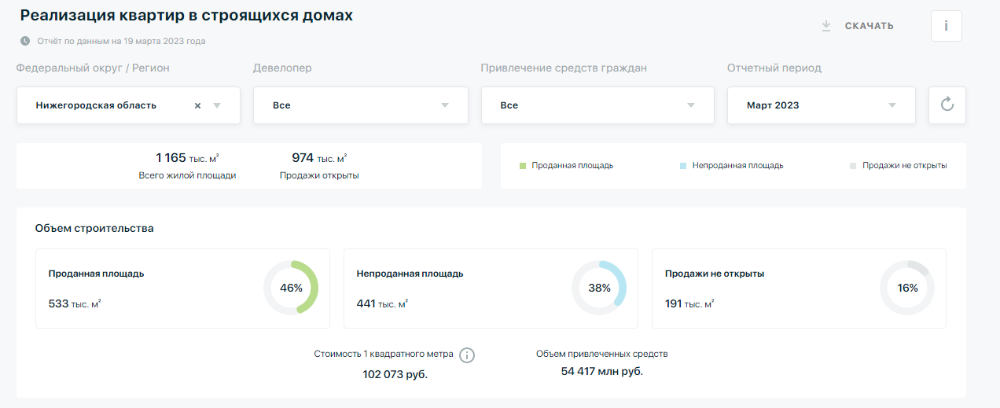 Реализация квартир в строящихся домах
СКАЧАТЬ
i
Отчёт по данным на 19 марта 2023 года
Федеральный округ / Регион
Девелопер
Привлечение средств граждан
Отчетный период
Нижегородская область
Все
Все
Март 2023
1 165 тыс. м²
974 тыс. м²
Всего жилой площади
Продажи открыты
Проданная площадь
Непроданная площадь
Продажи не открыты
Объем строительства
Проданная площадь
533 тыс. м²
46%
Непроданная площадь
441 тыс. м²
38%
Продажи не открыты
191 тыс. м²
16%
Стоимость 1 квадратного метра
102 073 руб.
Объем привлеченных средств
54 417 млн руб.